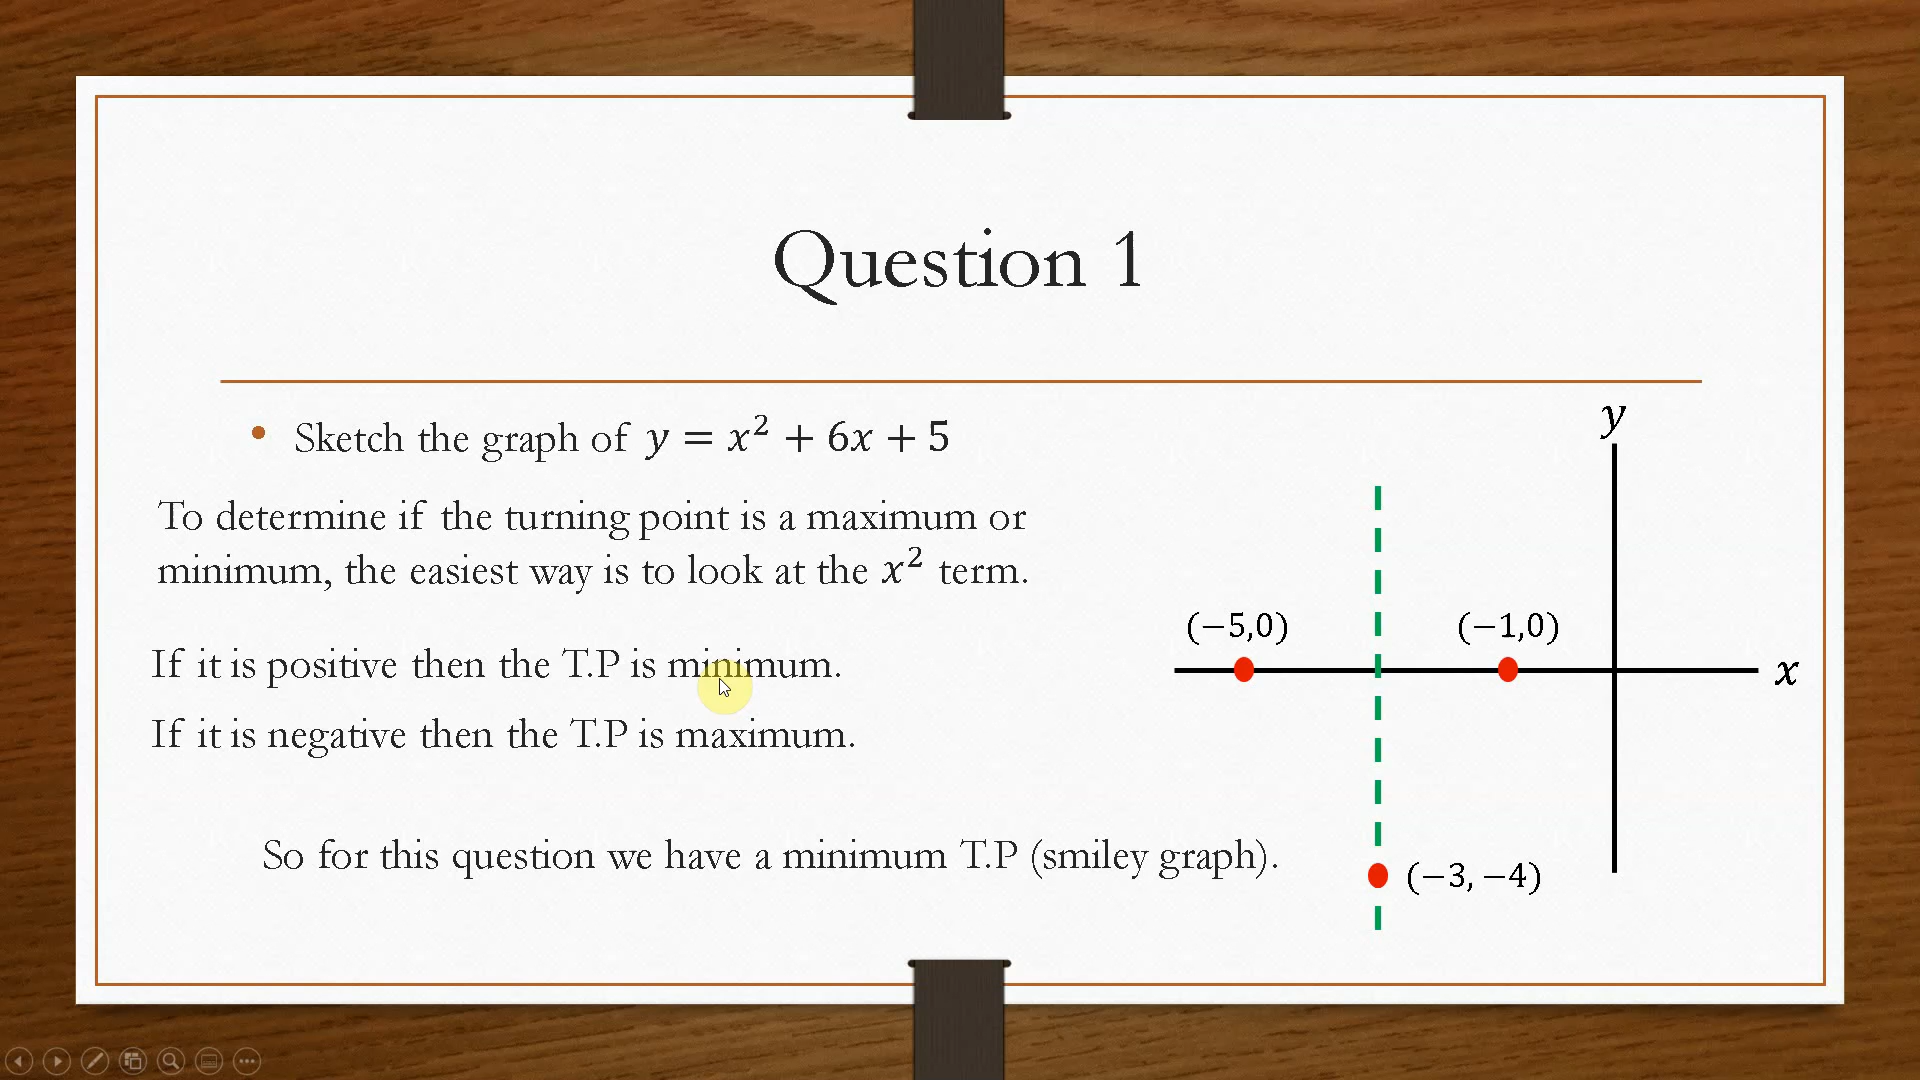 Question 1
• Sketch the graph of y = x² + 6x + 5
To determine if the turning point is a maximum or
minimum, the easiest way is to look at the x² term.
If it is positive then the T.P is minimum.
If it is negative then the T.P is maximum.
So for this question we have a minimum T.P (smiley graph).
y
(−5,0)
(−1,0)
x
(−3, −4)